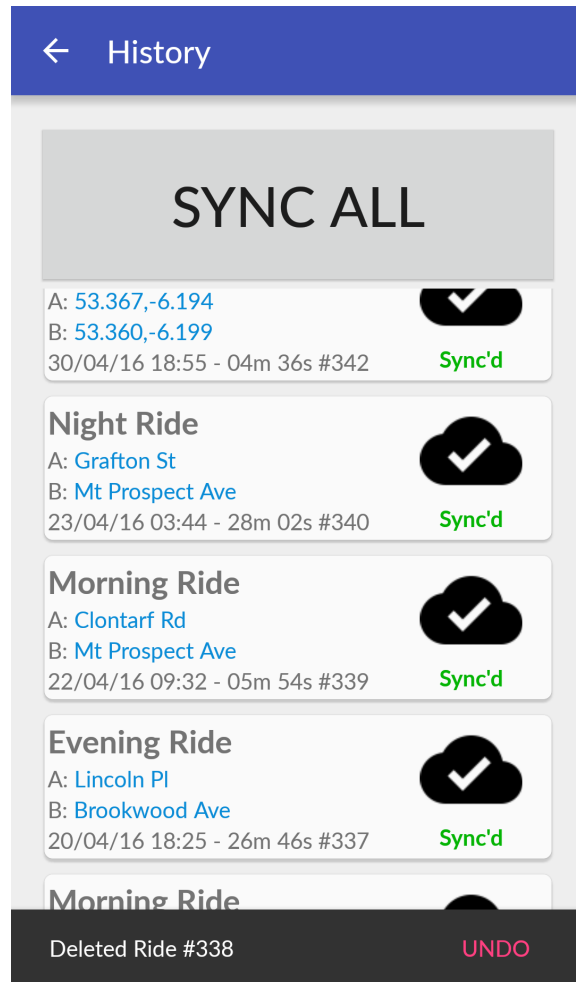 History
SYNC ALL
A: 53.367,-6.194
B: 53.360,-6.199
30/04/16 18:55 - 04m 36s #342
Sync'd
Night Ride
A: Grafton St
B: Mt Prospect Ave
23/04/16 03:44 - 28m 02s #340
Sync'd
Morning Ride
A: Clontarf Rd
B: Mt Prospect Ave
22/04/16 09:32 - 05m 54s #339
Sync'd
Evening Ride
A: Lincoln Pl
B: Brookwood Ave
20/04/16 18:25 - 26m 46s #337
Sync'd
Morning Ride
Deleted Ride #338
UNDO